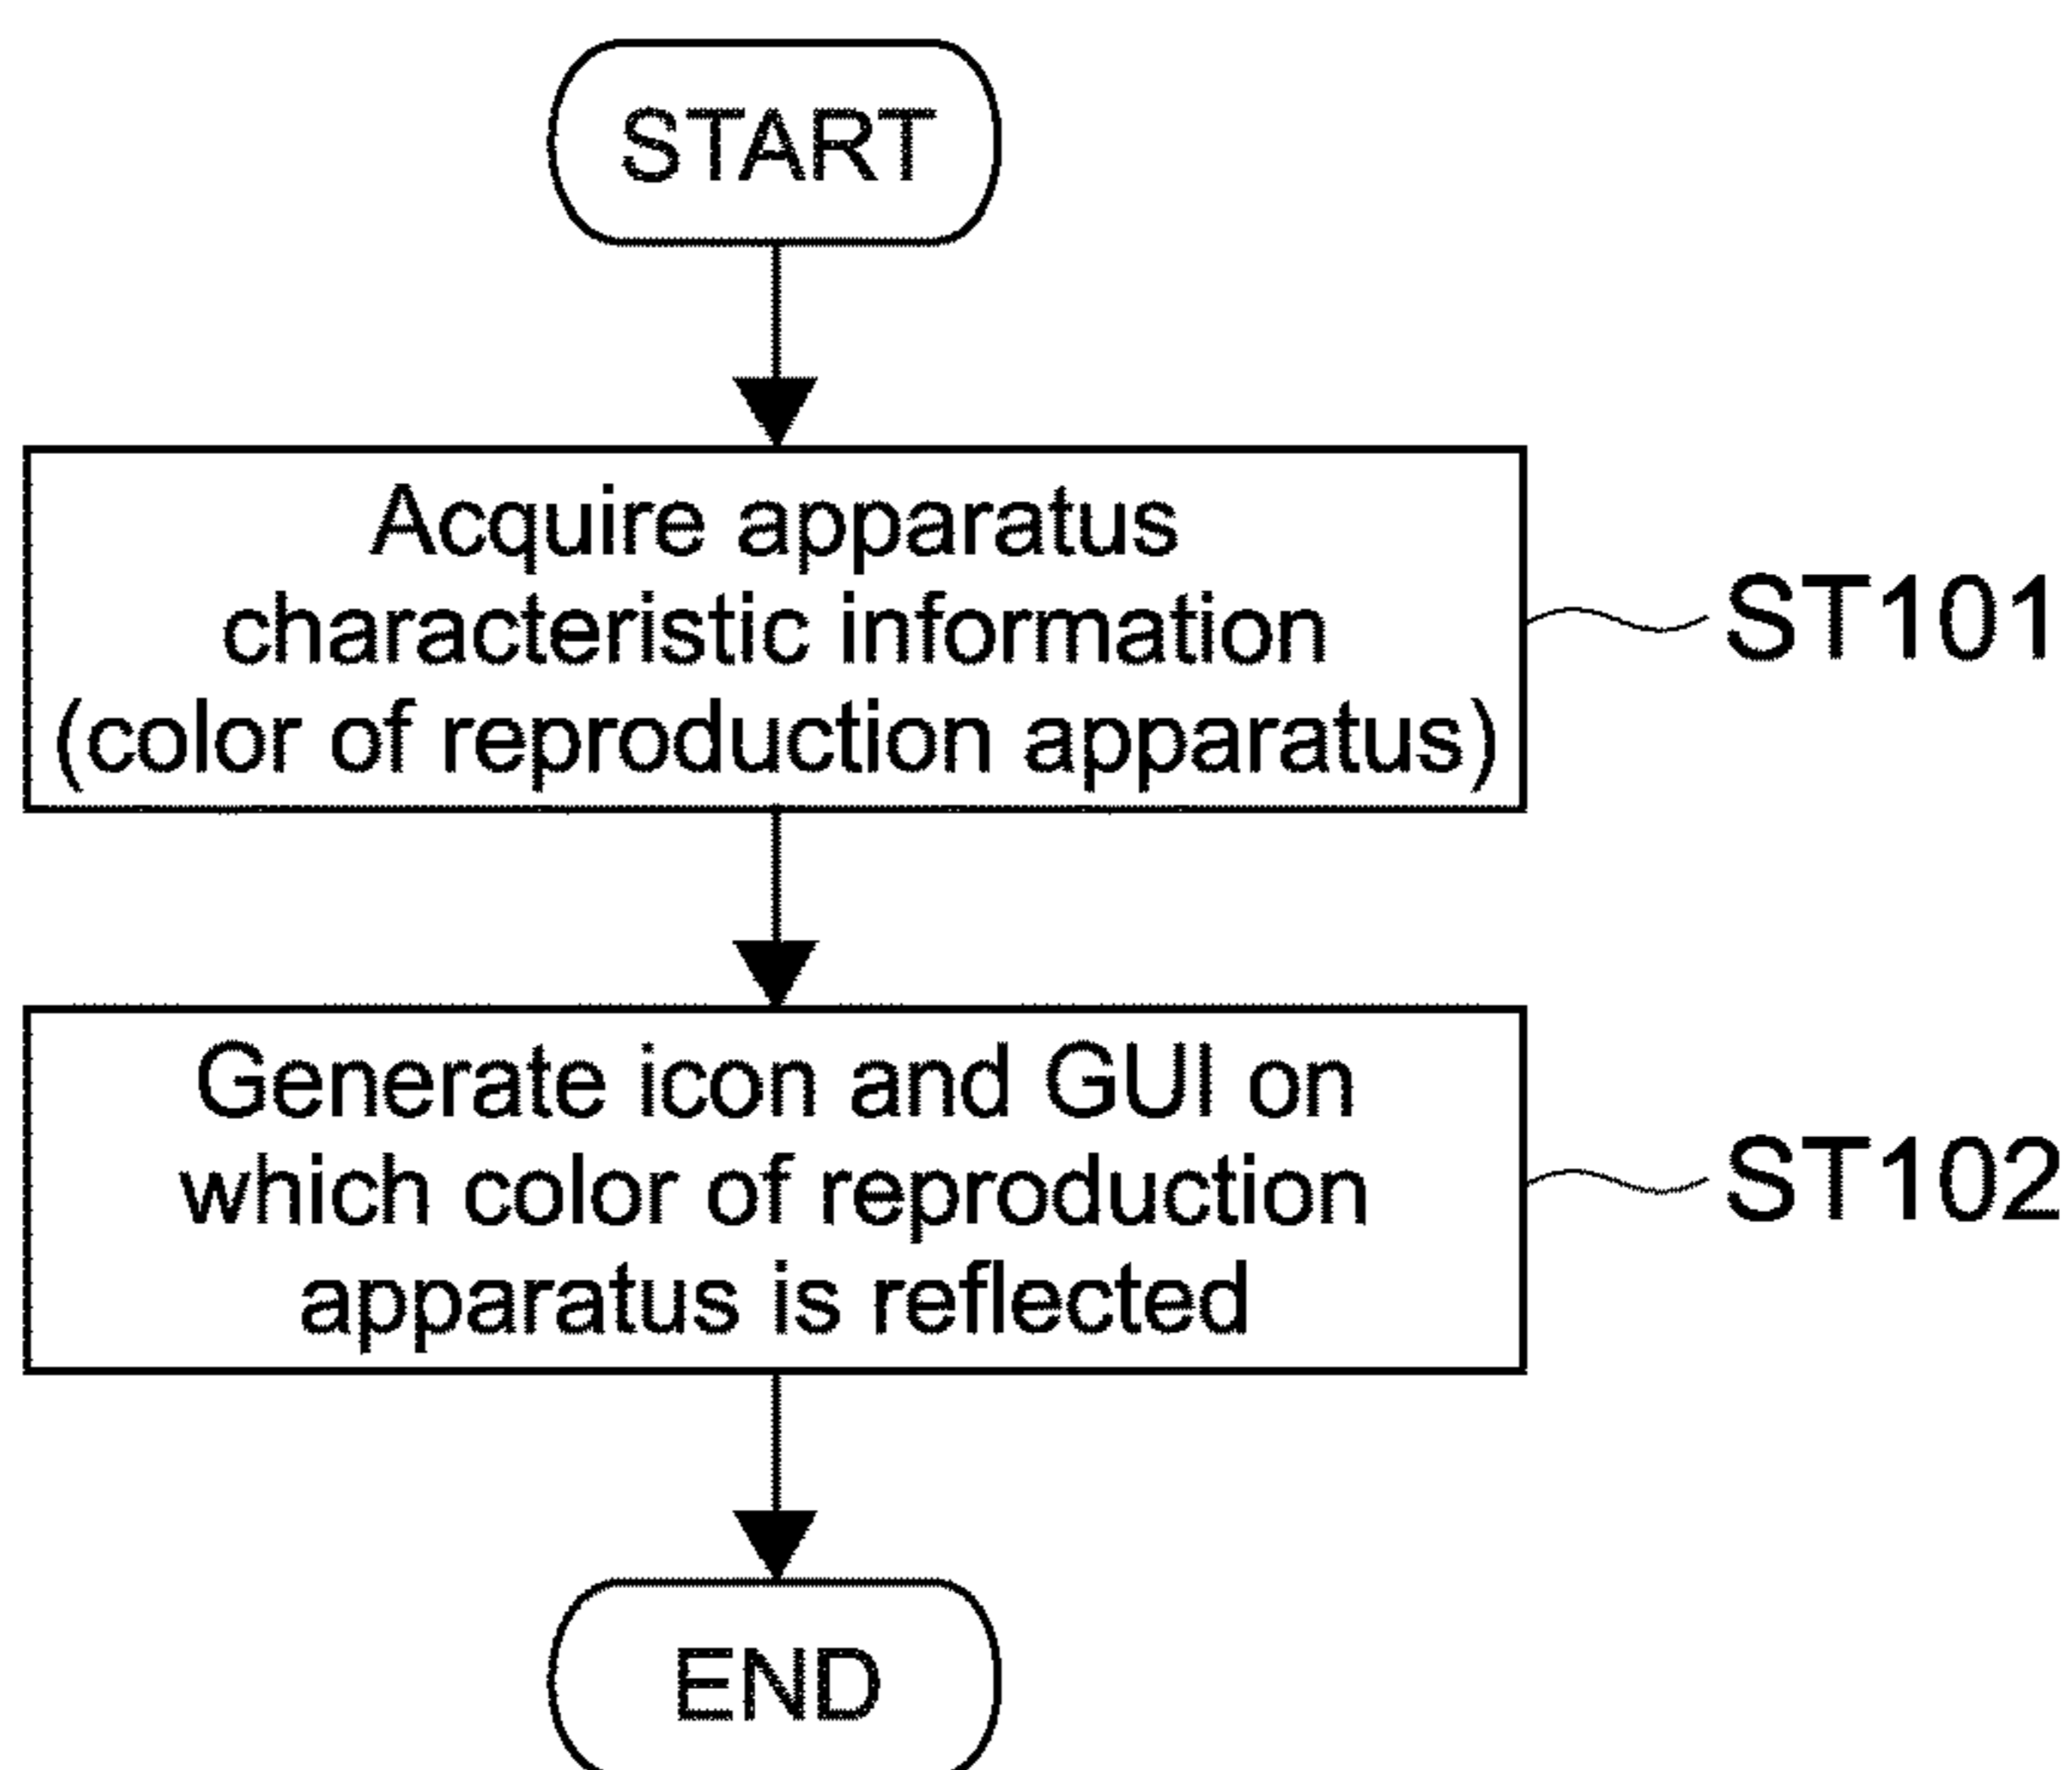 START
Acquire apparatus
characteristic information
(color of reproduction apparatus)
ST101
Generate icon and GUI on
which color of reproduction
apparatus is reflected
ST102
END